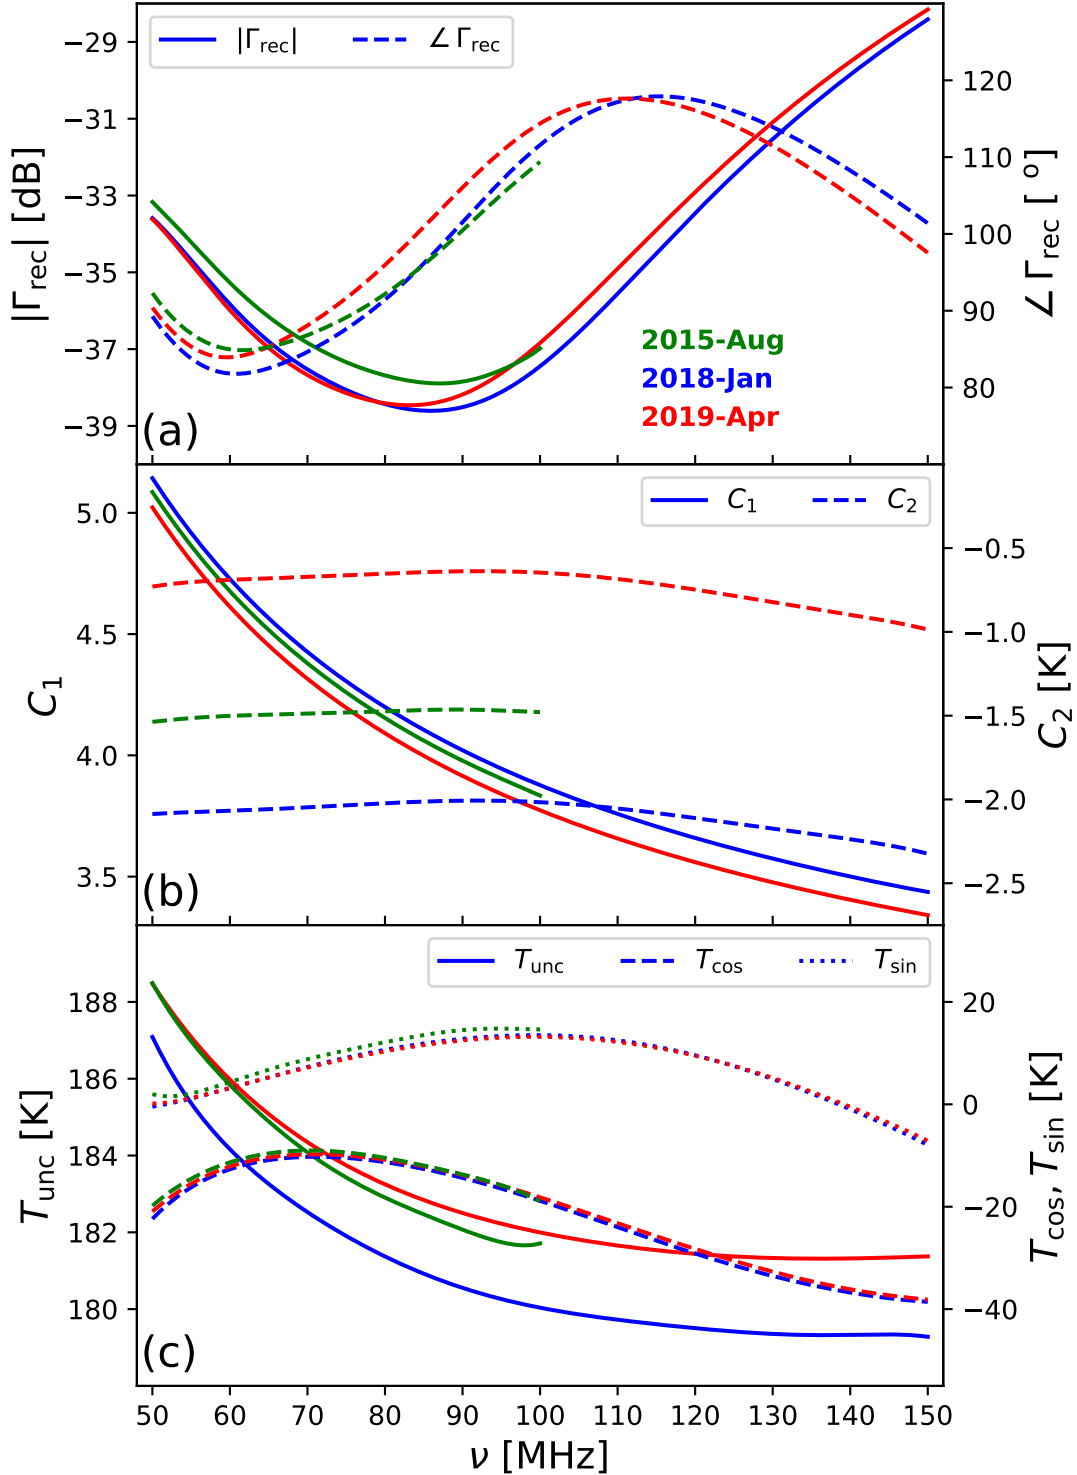 |Γrec| ∠Γrec
−29
−31
−33
−35
−37
−39
|Γrec| [dB]
120
110
100
90
80
∠Γrec [ °]
2015-Aug
2018-Jan
2019-Apr
(a)
C1 C2
5.0
4.5
4.0
3.5
C1
−0.5
−1.0
−1.5
−2.0
−2.5
C2 [K]
(b)
Tunc Tcos Tsin
188
186
184
182
180
Tunc [K]
20
0
−20
−40
Tcos, Tsin [K]
(c)
50 60 70 80 90 100 110 120 130 140 150
ν [MHz]